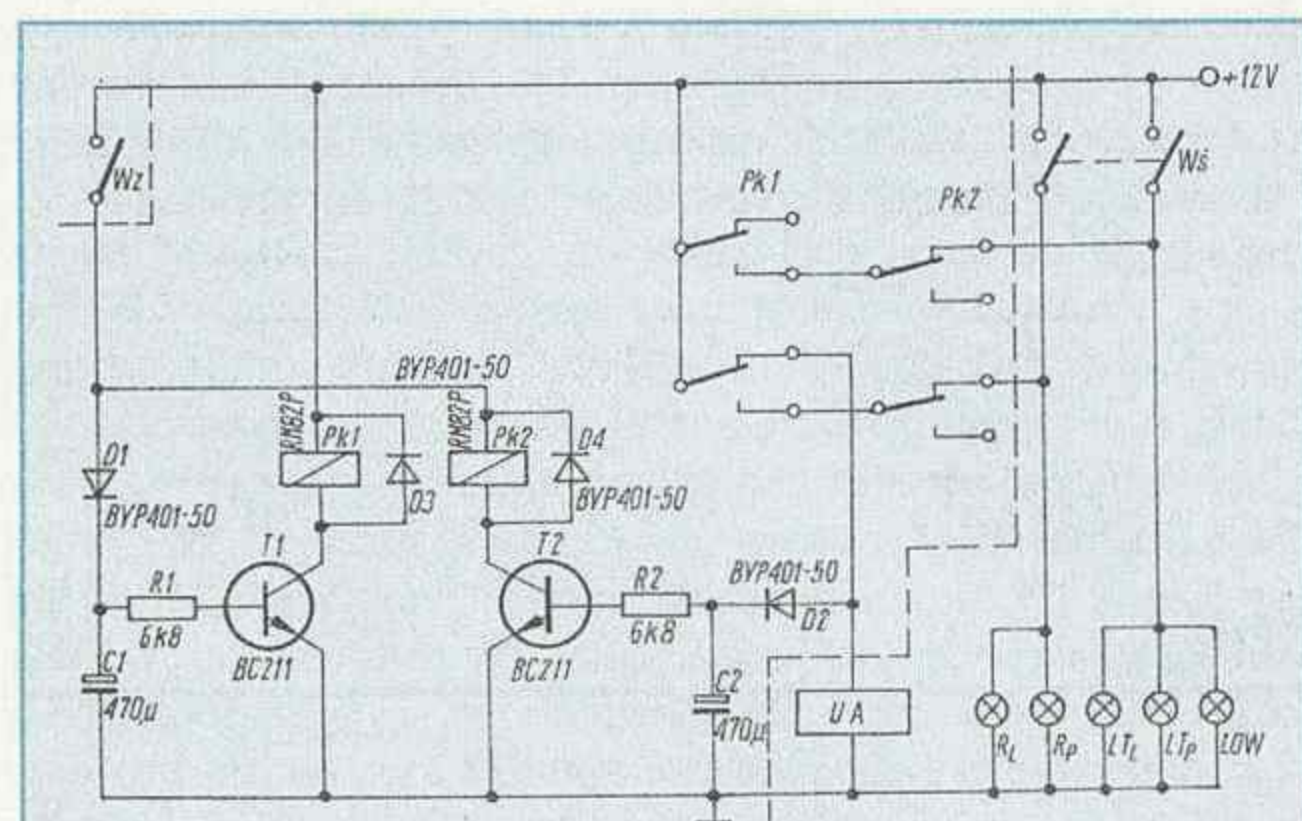 +12V
Wz
Wś
Pk1
Pk2
BYP401-50
RM82P
Pk1
RM82P
Pk2
D4
D1
D3
BYP401-50
BYP401-50
T1
T2
R1
R2
BYP401-50
D2
6k8
6k8
C1
BC211
BC211
C2
470μ
470μ
UA
RL
RP
LTL
LTP
LOW